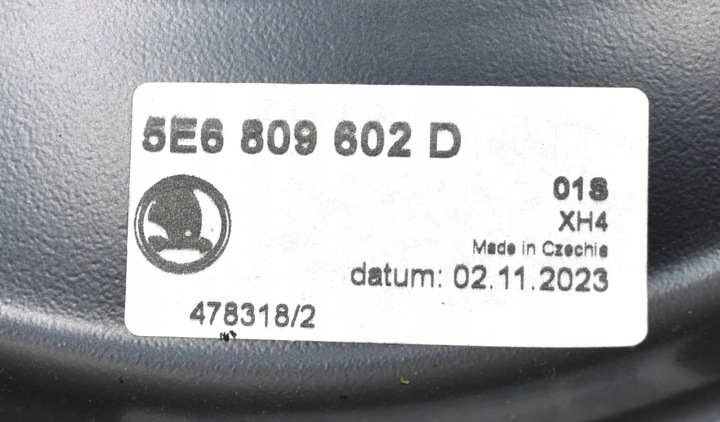 5E6 809 602 D
01S
XH4
Made in Czechia
datum: 02.11.2023
478318/2